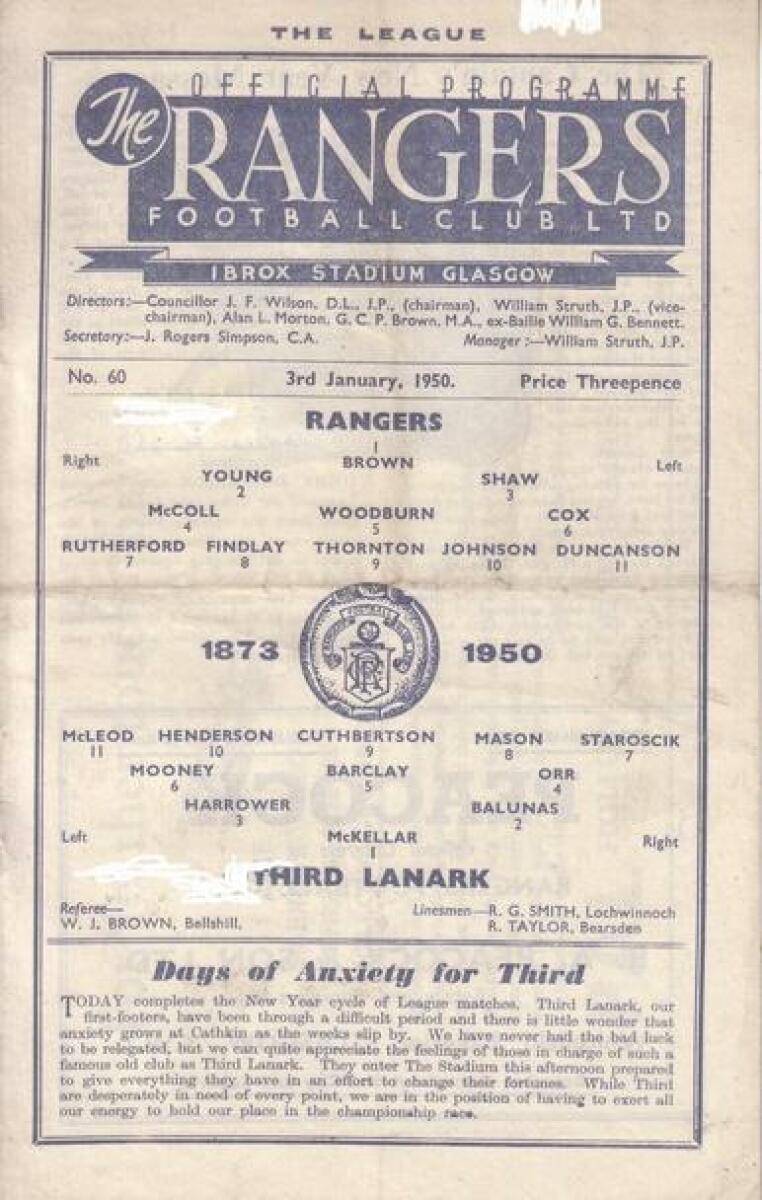 THE LEAGUE
OFFICIAL PROGRAMME
The RANGERS
FOOTBALL CLUB LTD
IBROX STADIUM GLASGOW
Directors:—Councillor J. F. Wilson, D.L., J.P., (chairman), William Struth, J.P., (vice-
chairman), Alan L. Morton, G. C. P. Brown, M.A., ex-Bailie William G. Bennett.
Secretary:—J. Rogers Simpson, C.A. Manager:—William Struth, J.P.
No. 60 3rd January, 1950. Price Threepence
RANGERS
1
Right BROWN Left
YOUNG SHAW
2 3
McCOLL WOODBURN COX
4 5 6
RUTHERFORD FINDLAY THORNTON JOHNSON DUNCANSON
7 8 9 10 11
1873 1950
McLEOD HENDERSON CUTHBERTSON MASON STAROSCIK
11 10 9 8 7
MOONEY BARCLAY ORR
6 5 4
HARROWER BALUNAS
3 2
Left McKELLAR Right
1
THIRD LANARK
Referee— Linesmen—R. G. SMITH, Lochwinnoch
W. J. BROWN, Bellshill. R. TAYLOR, Bearsden
Days of Anxiety for Third
TODAY completes the New Year cycle of League matches. Third Lanark, our
first-footers, have been through a difficult period and there is little wonder that
anxiety grows at Cathkin as the weeks slip by. We have never had the bad luck
to be relegated, but we can quite appreciate the feelings of those in charge of such a
famous old club as Third Lanark. They enter The Stadium this afternoon prepared
to give everything they have in an effort to change their fortunes. While Third
are desperately in need of every point, we are in the position of having to exert all
our energy to hold our place in the championship race.